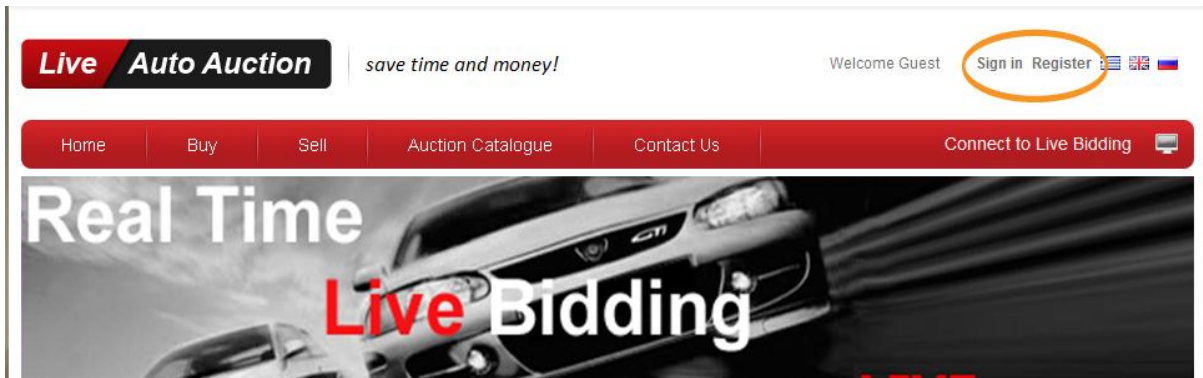 Live Auto Auction
save time and money!
Welcome Guest
Sign in Register
Home Buy Sell Auction Catalogue Contact Us Connect to Live Bidding
Real Time
GTi
Live Bidding